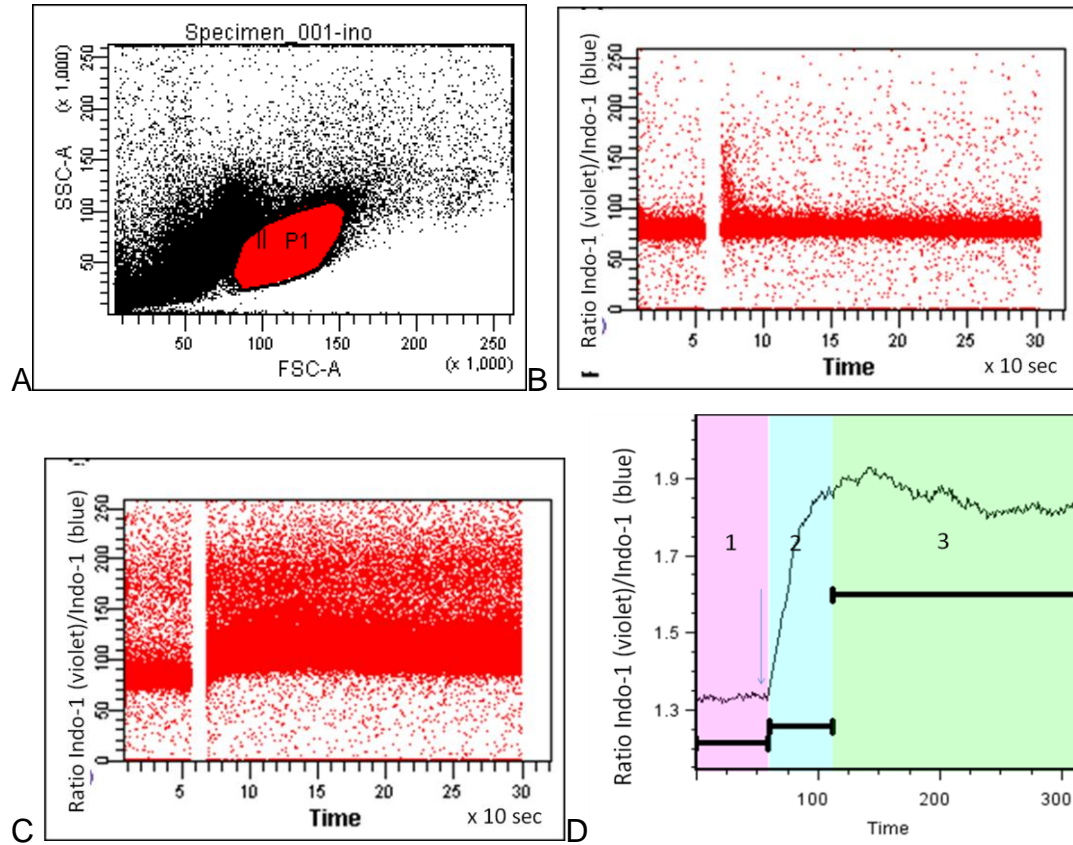 Specimen_001-ino
SSC-A
(x 1,000)
250
200
150
100
50
II P1
50 100 150 200 250
(x 1,000)
FSC-A
A
Ratio Indo-1 (violet)/Indo-1 (blue)
250
200
150
100
50
0
5 10 15 20 25 30
Time
x 10 sec
B
Ratio Indo-1 (violet)/Indo-1 (blue)
250
200
150
100
50
0
5 10 15 20 25 30
Time
x 10 sec
C
Ratio Indo-1 (violet)/Indo-1 (blue)
1.9
1.7
1.5
1.3
1
2
3
100 200 300
Time
D